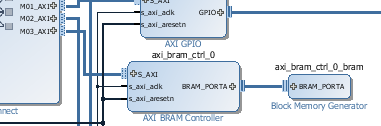 M01_AXI
M02_AXI
M03_AXI
nnect
s_axi_aclk
s_axi_aresetn
GPIO
AXI GPIO
axi_bram_ctrl_0
S_AXI
s_axi_aclk
s_axi_aresetn
BRAM_PORTA
AXI BRAM Controller
axi_bram_ctrl_0_bram
BRAM_PORTA
Block Memory Generator